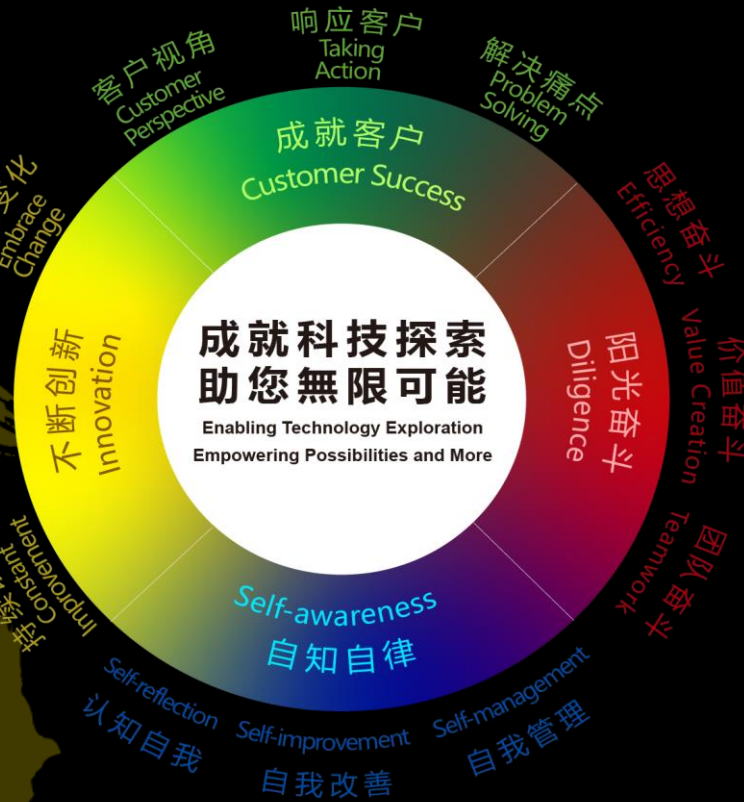 客户视角
Customer
Perspective
响应客户
Taking
Action
解决痛点
Problem
Solving
成就客户
Customer Success
变化
Embrace
Change
不断创新
Innovation
Constant
Improvement
成就科技探索
助您無限可能
Enabling Technology Exploration
Empowering Possibilities and More
阳光奋斗
Diligence
思想奋斗
Efficiency
价值奋斗
Value Creation
团队奋斗
Teamwork
Self-awareness
自知自律
Self-reflection
认知自我
Self-improvement
自我改善
Self-management
自我管理